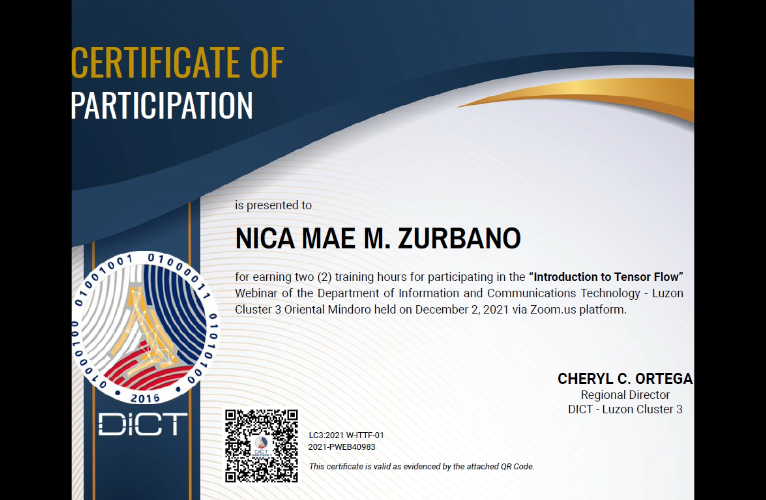 CERTIFICATE OF
PARTICIPATION
is presented to
NICA MAE M. ZURBANO
for earning two (2) training hours for participating in the “Introduction to Tensor Flow”
Webinar of the Department of Information and Communications Technology - Luzon
Cluster 3 Oriental Mindoro held on December 2, 2021 via Zoom.us platform.
01000100 01001001 01000011 01010100
2016
DICT
CHERYL C. ORTEGA
Regional Director
DICT - Luzon Cluster 3
DICT
LC3:2021 W-ITTF-01
2021-PWEB40983
This certificate is valid as evidenced by the attached QR Code.